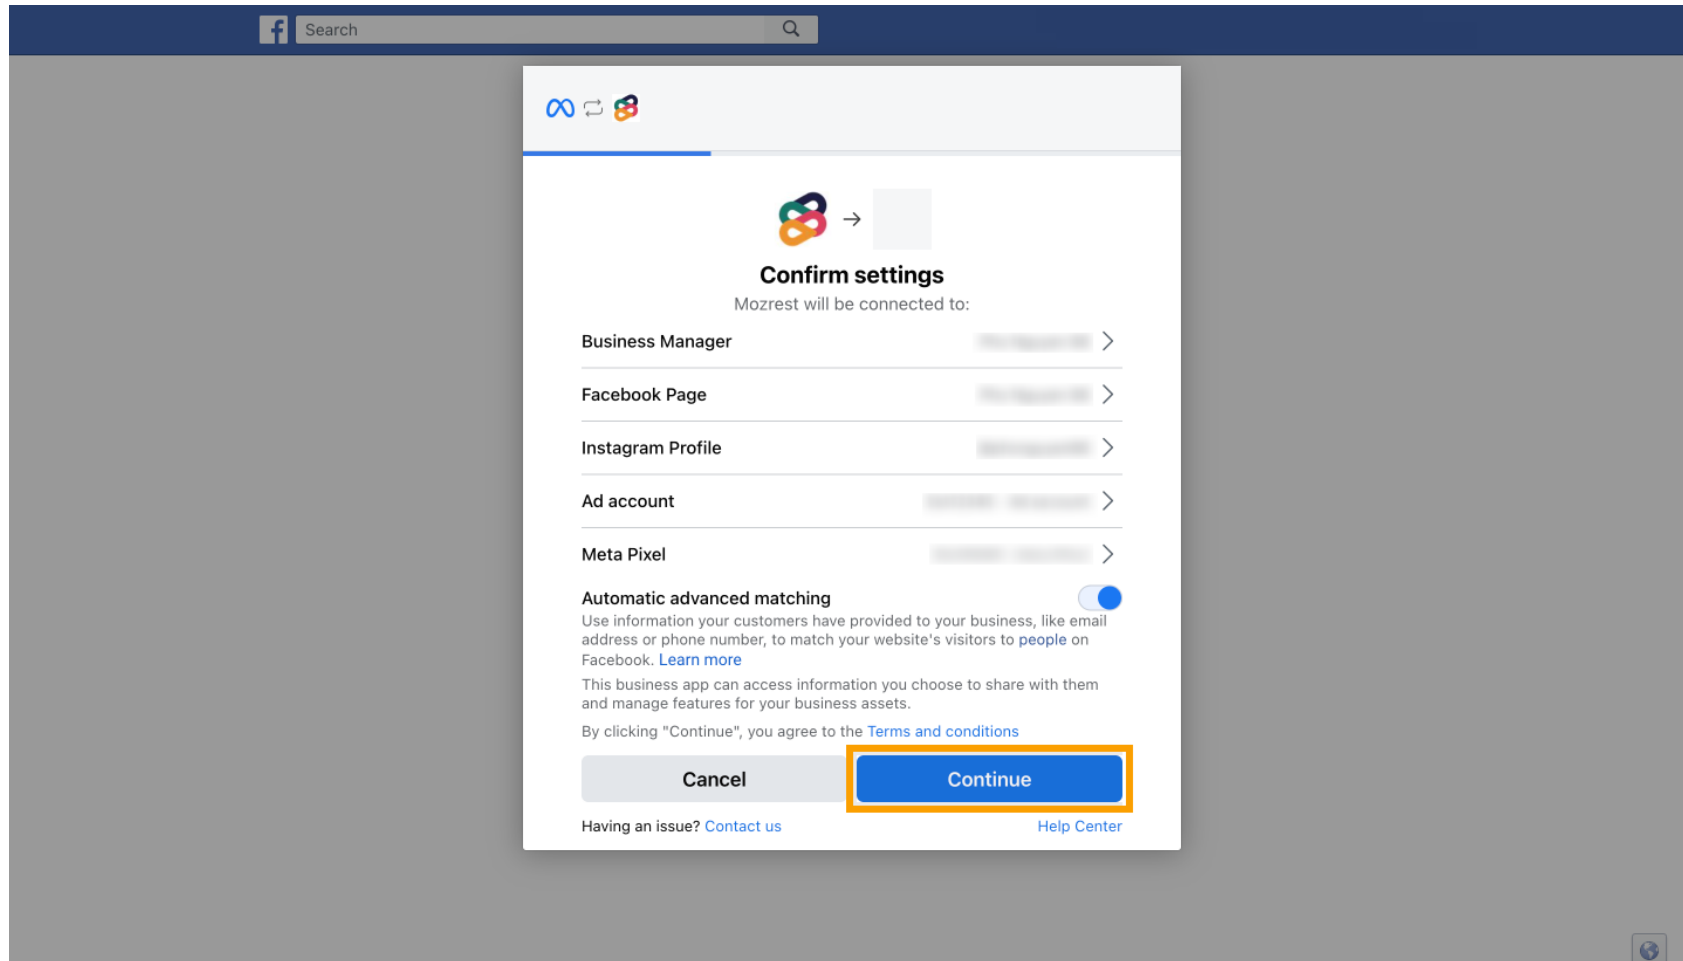 Search
Confirm settings
Mozrest will be connected to:
Business Manager
Facebook Page
Instagram Profile
Ad account
Meta Pixel
Automatic advanced matching
Use information your customers have provided to your business, like email
address or phone number, to match your website's visitors to people on
Facebook. Learn more
This business app can access information you choose to share with them
and manage features for your business assets.
By clicking "Continue", you agree to the Terms and conditions
Cancel Continue
Having an issue? Contact us Help Center